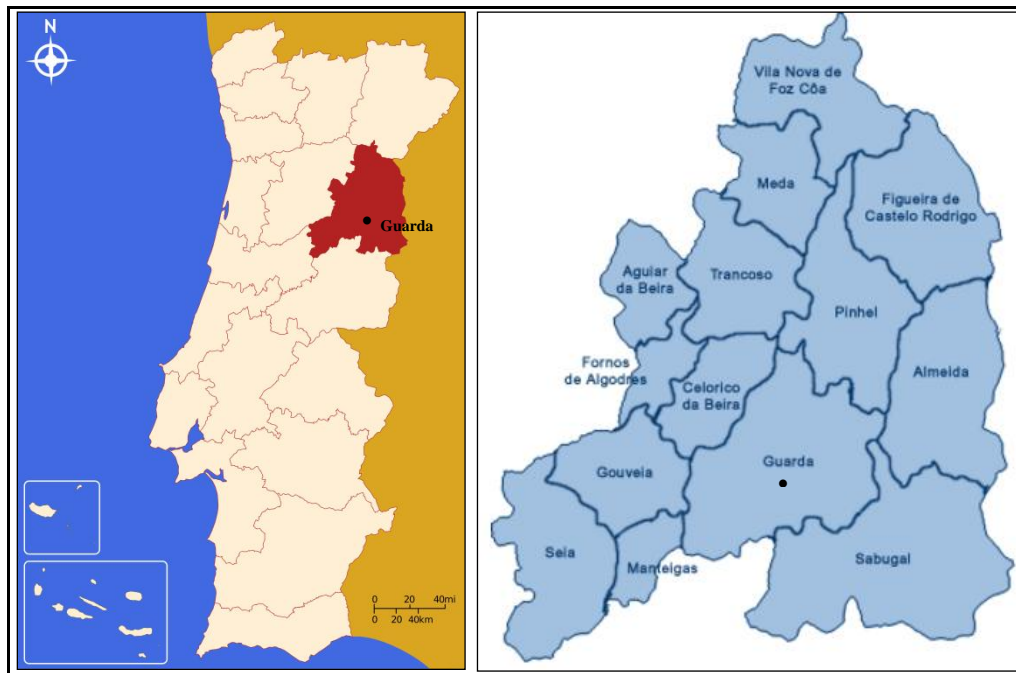 N
Guarda
0 20 40mi
0 20 40km
Vila Nova de
Foz Côa
Meda
Figueira de
Castelo Rodrigo
Aguiar
da Beira
Trancoso
Pinhel
Fornos
de Algodres
Celorico
da Beira
Almeida
Gouveia
Guarda
Seia
Manteigas
Sabugal